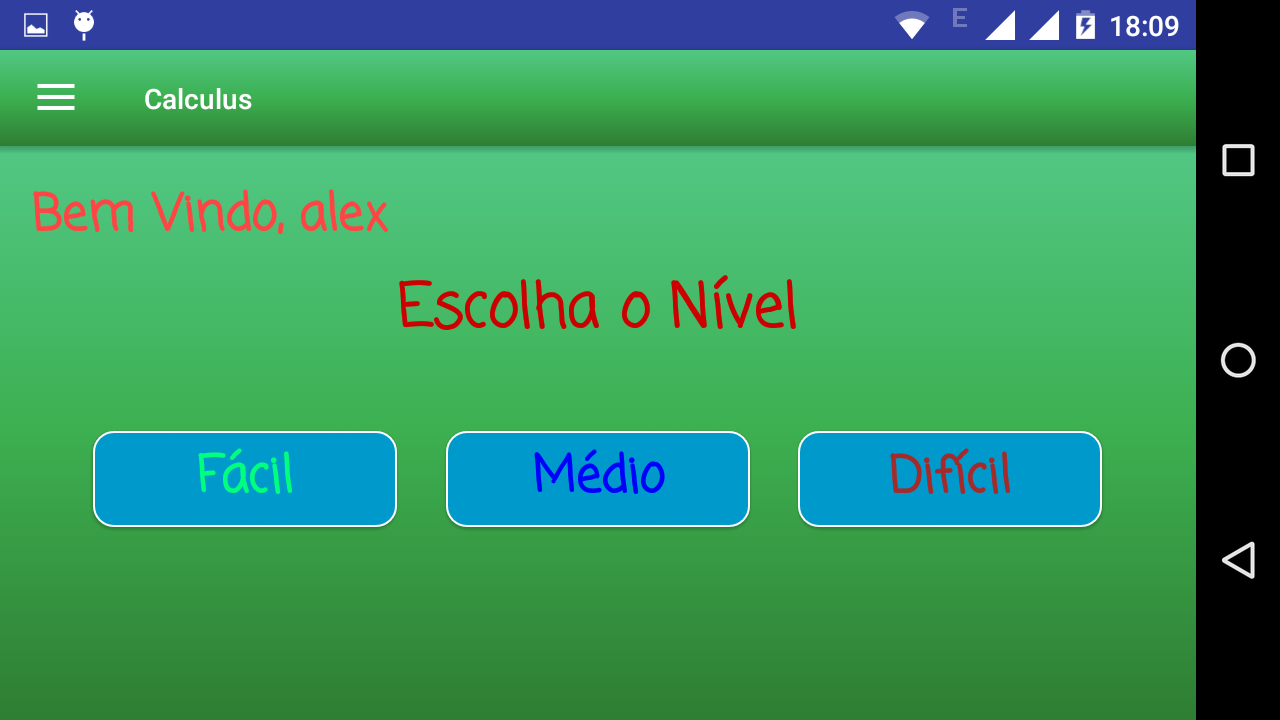 E 18:09
Calculus
Bem Vindo, alex
Escolha o Nível
Fácil Médio Difícil